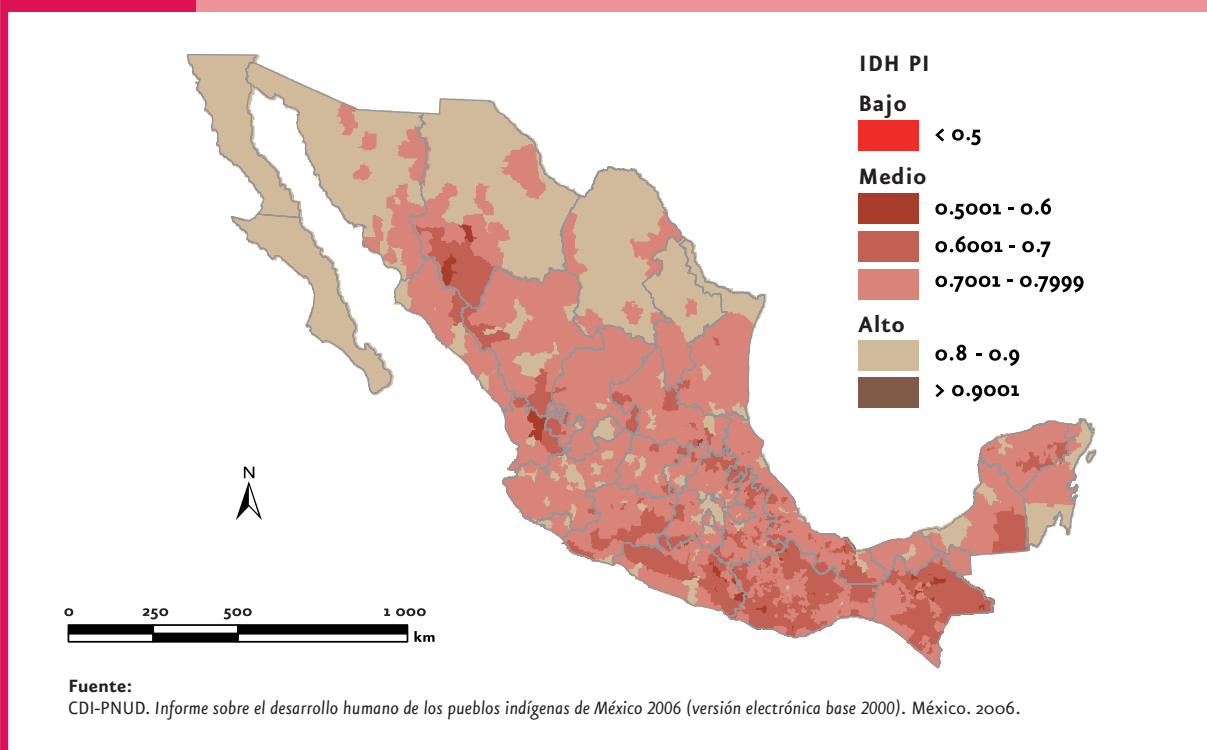 IDH PI
Bajo
< 0.5
Medio
0.5001 - 0.6
0.6001 - 0.7
0.7001 - 0.7999
Alto
0.8 - 0.9
> 0.9001
N
0 250 500 1 000
km
Fuente:
CDI-PNUD. Informe sobre el desarrollo humano de los pueblos indígenas de México 2006 (versión electrónica base 2000). México. 2006.